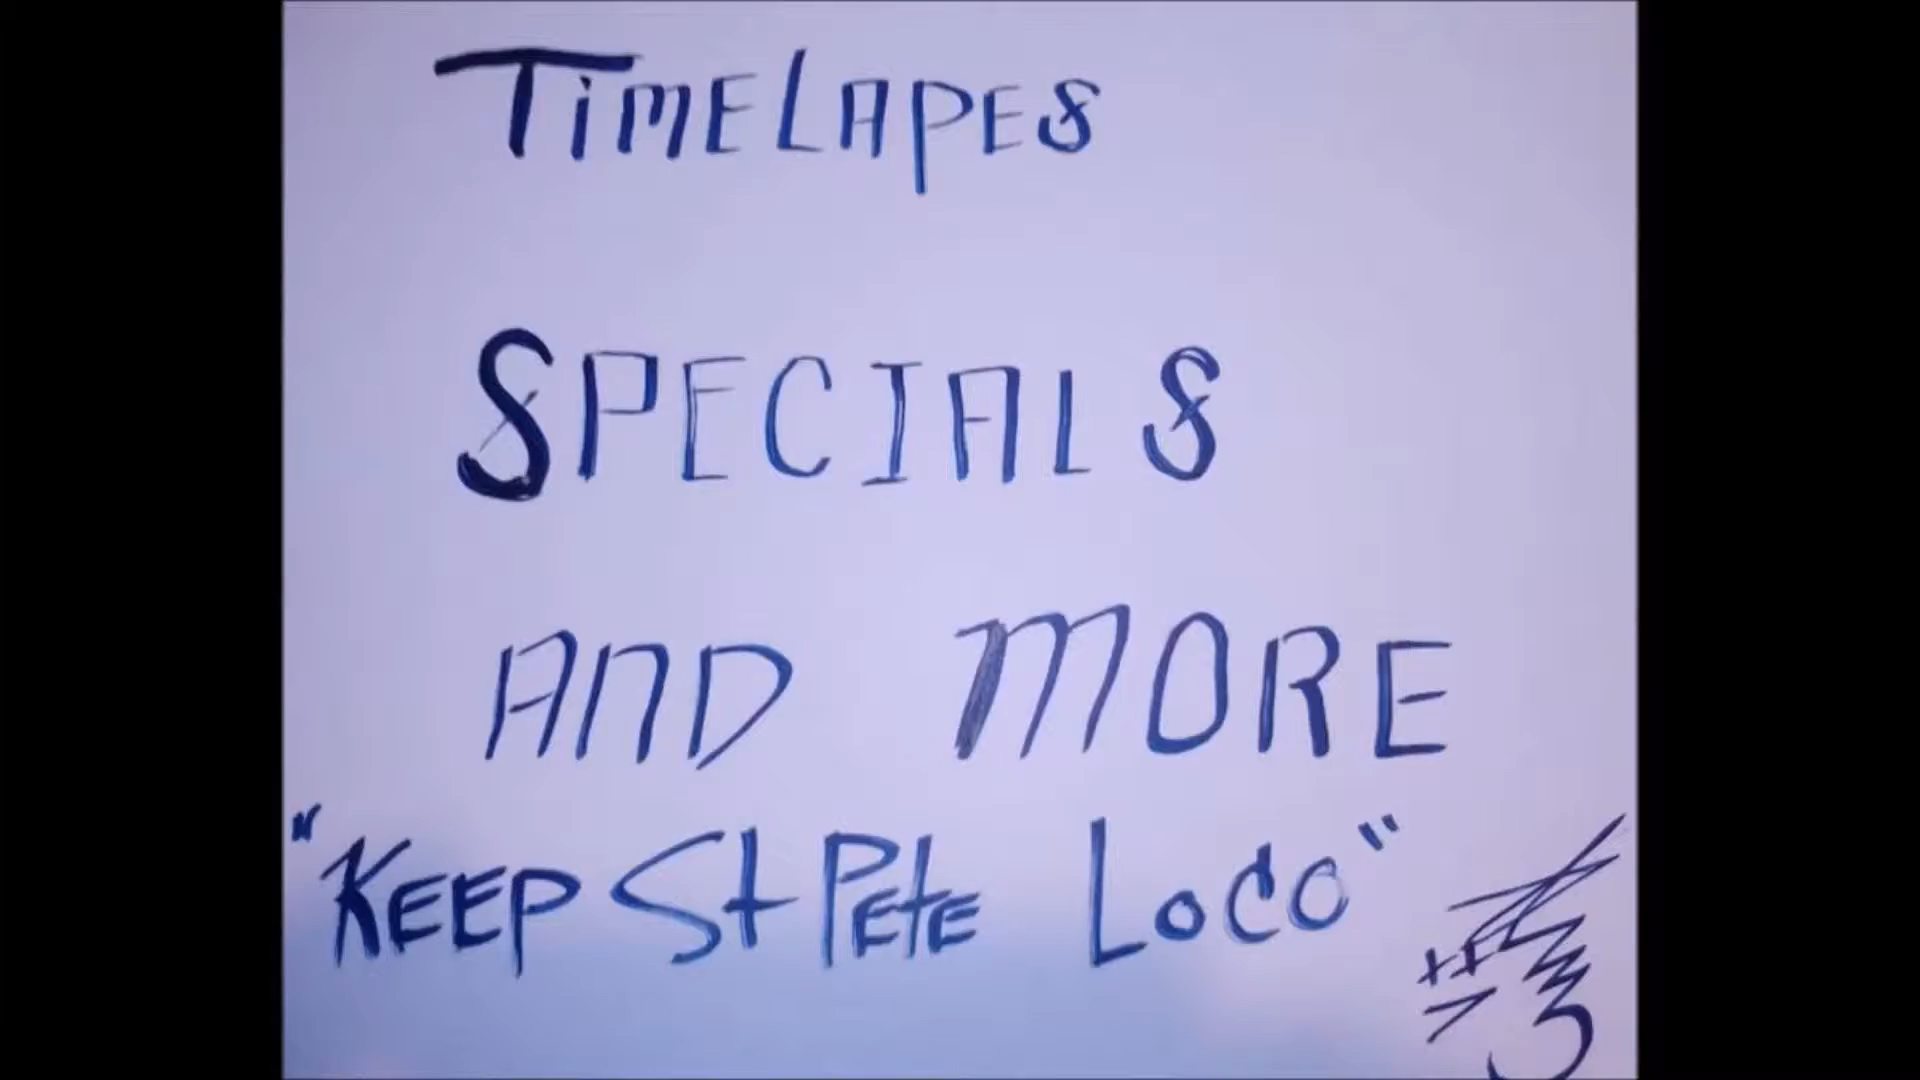 TimELAPES
SPECIALS
AND MORE
"KEEP St PEtE LoCO"